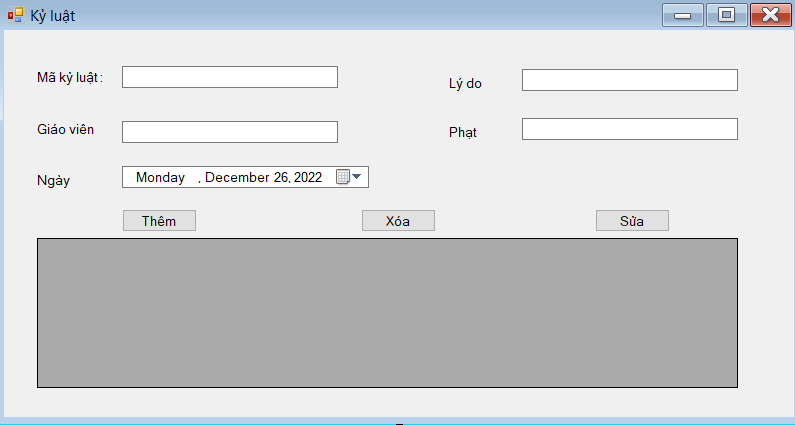 Kỷ luật
Mã kỷ luật:
Lý do
Giáo viên
Phạt
Ngày
Monday , December 26, 2022
Thêm
Xóa
Sửa